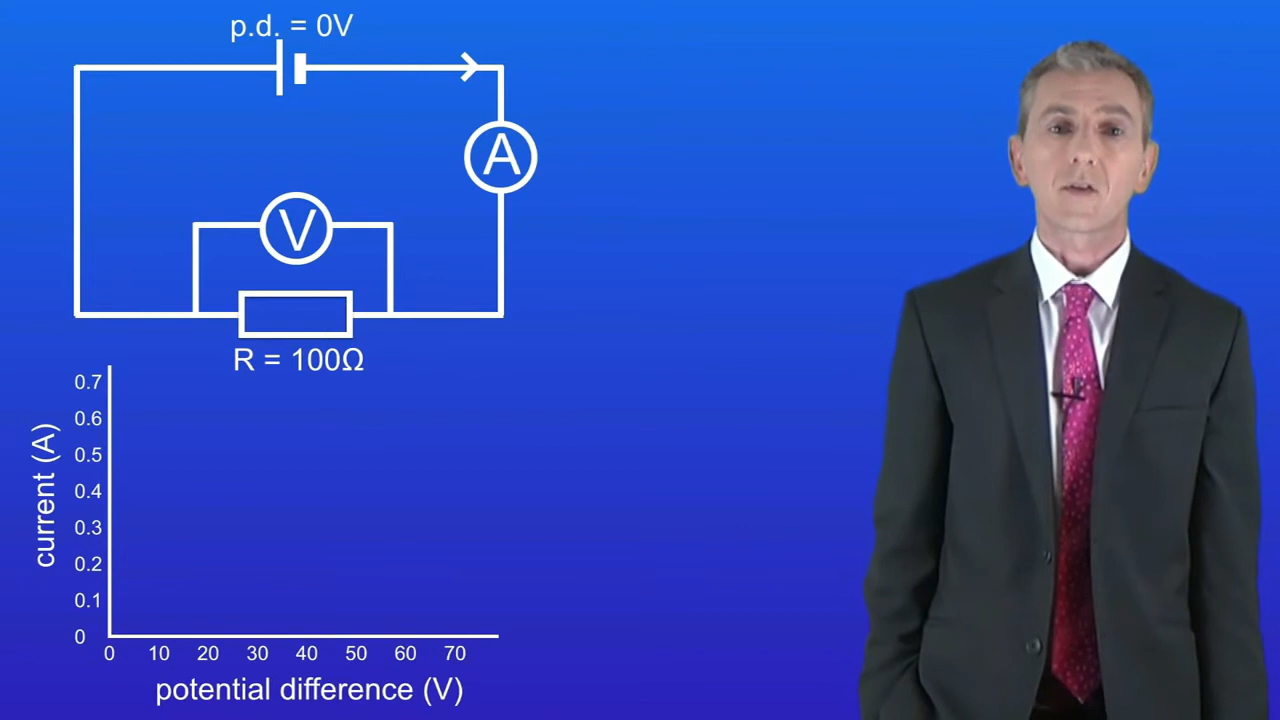 p.d. = 0V
A
V
R = 100Ω
current (A)
0.7
0.6
0.5
0.4
0.3
0.2
0.1
0
0 10 20 30 40 50 60 70
potential difference (V)